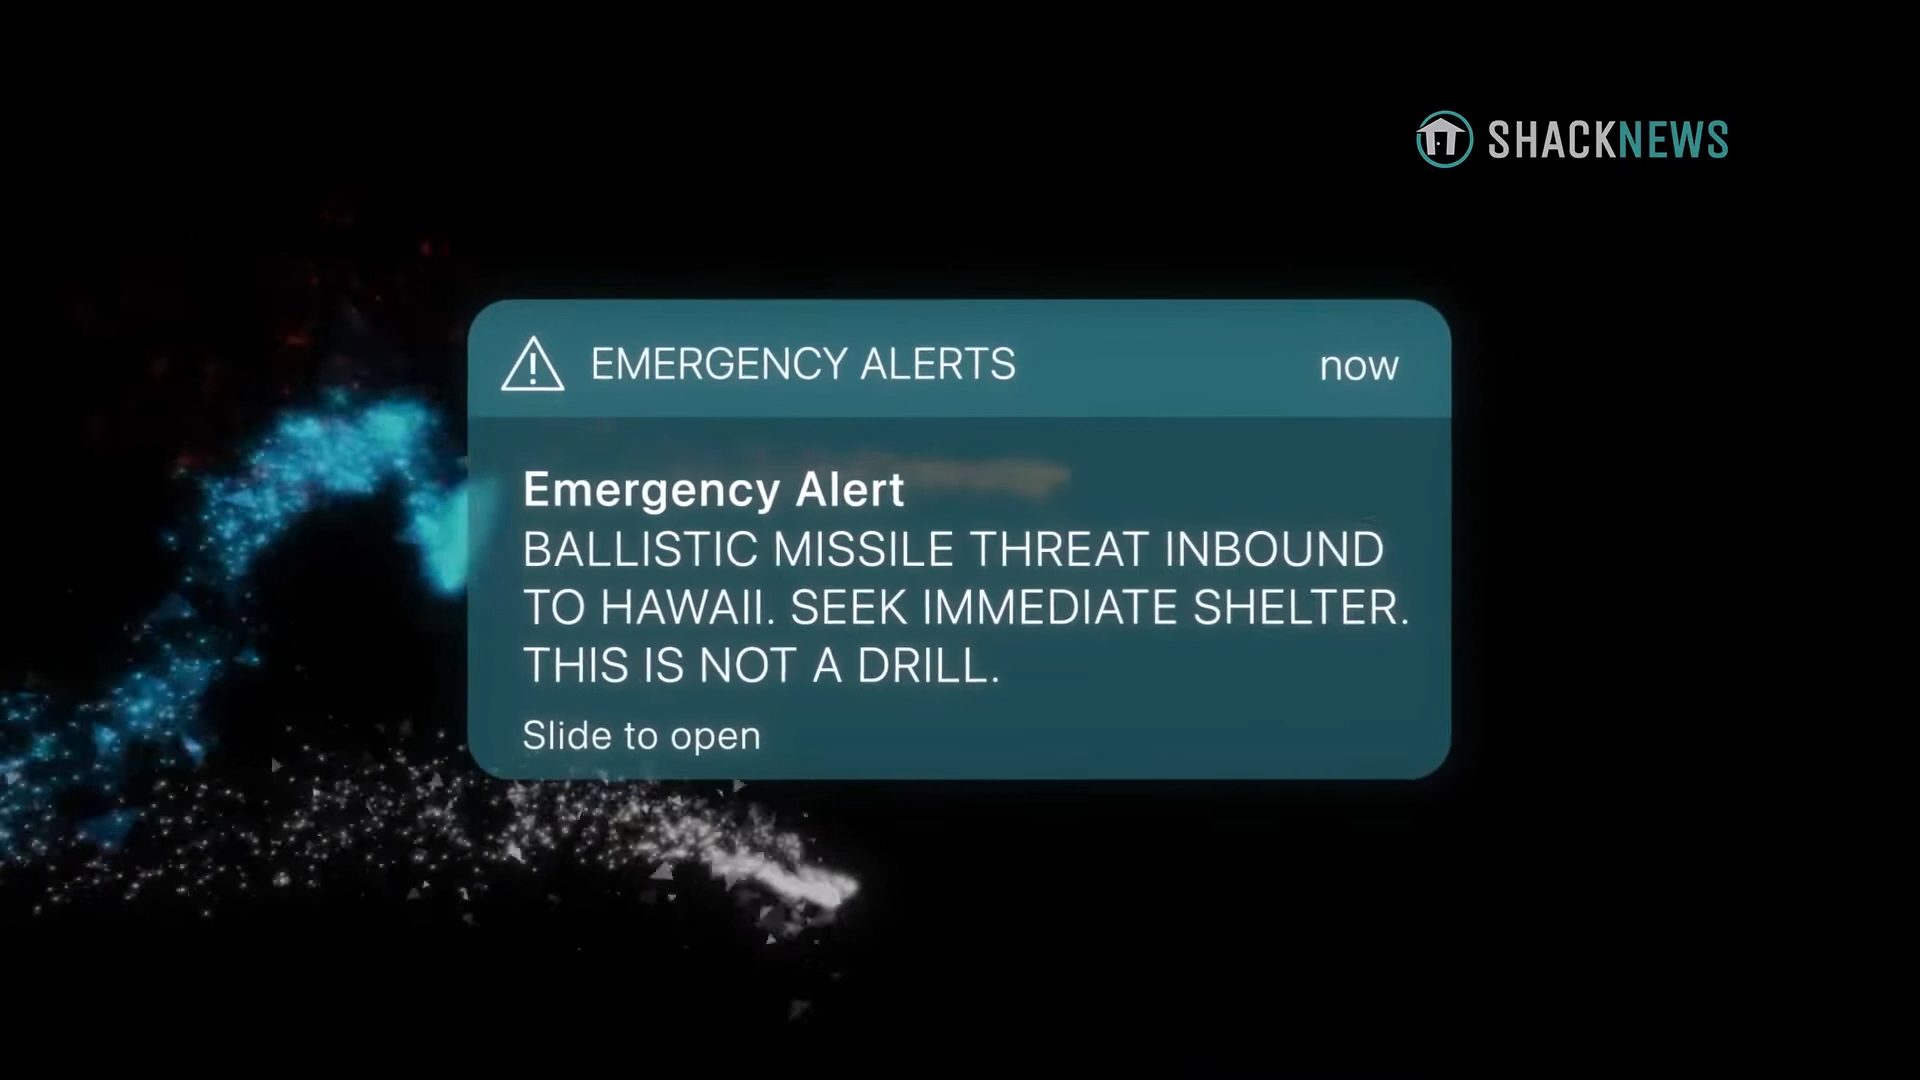 SHACKNEWS
EMERGENCY ALERTS now
Emergency Alert
BALLISTIC MISSILE THREAT INBOUND
TO HAWAII. SEEK IMMEDIATE SHELTER.
THIS IS NOT A DRILL.
Slide to open